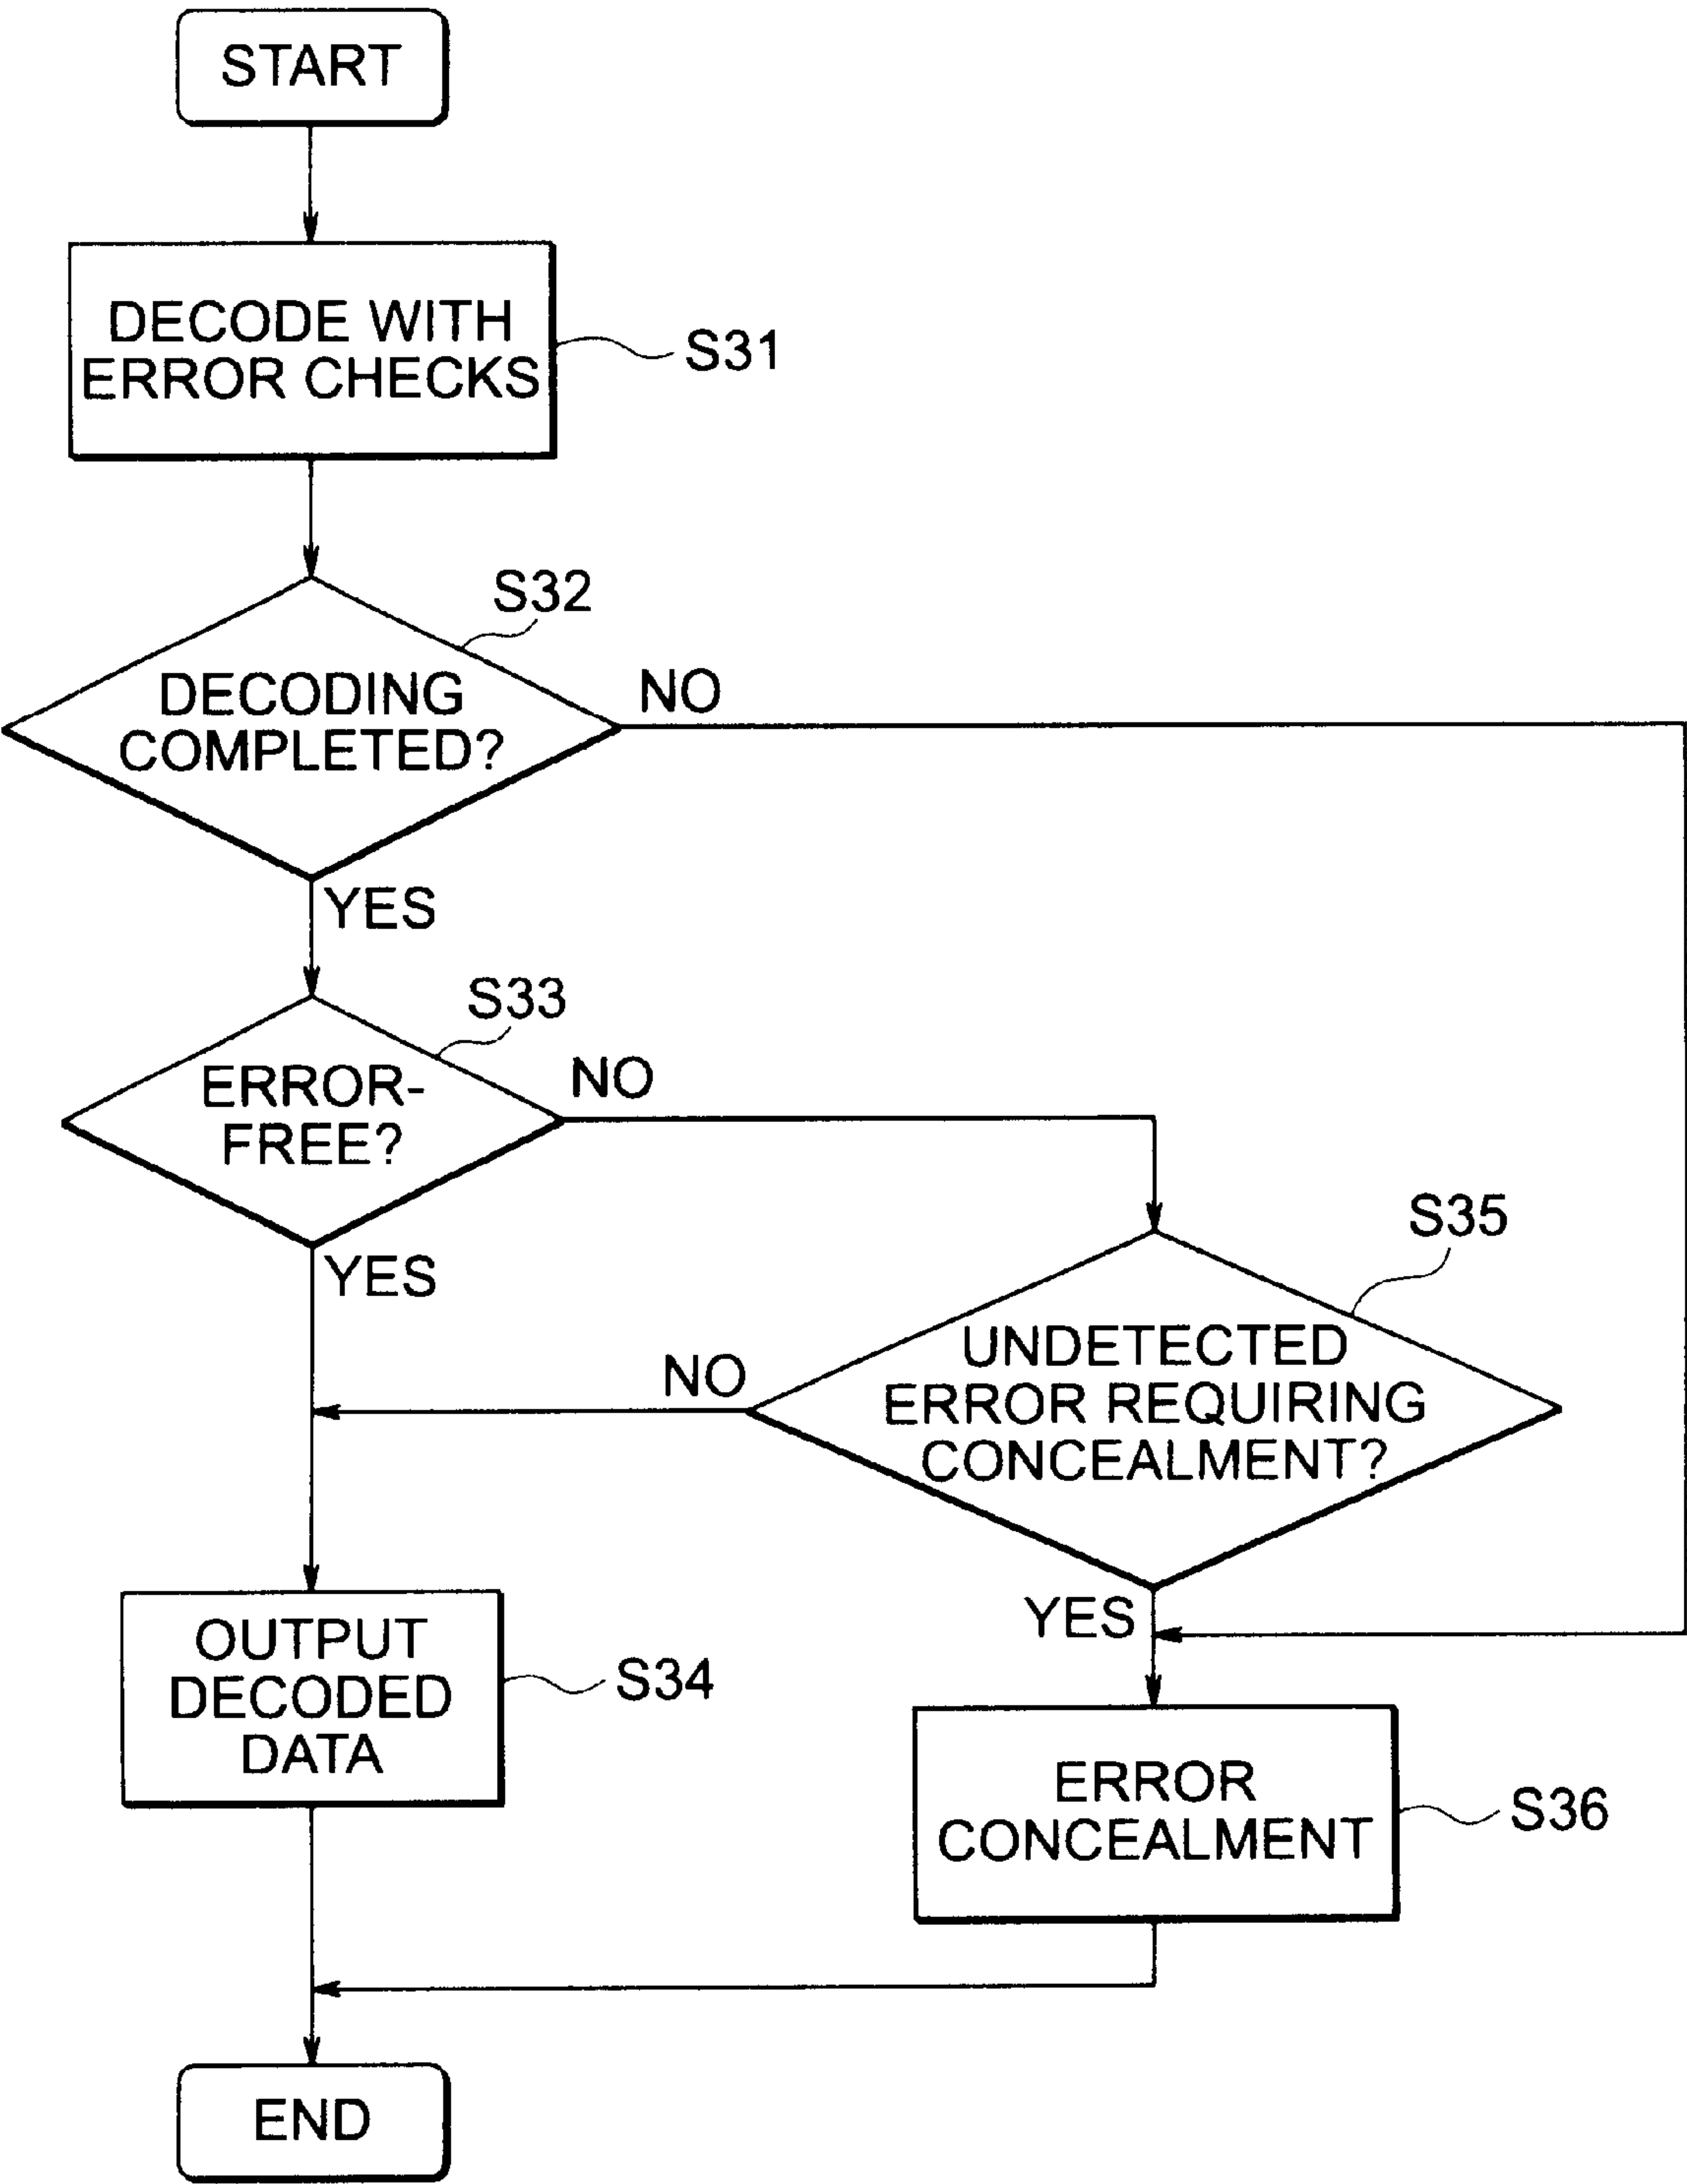 START
DECODE WITH
ERROR CHECKS
S31
S32
DECODING
COMPLETED?
NO
YES
S33
ERROR-
FREE?
NO
YES
S35
UNDETECTED
ERROR REQUIRING
CONCEALMENT?
NO
YES
OUTPUT
DECODED
DATA
S34
ERROR
CONCEALMENT
S36
END